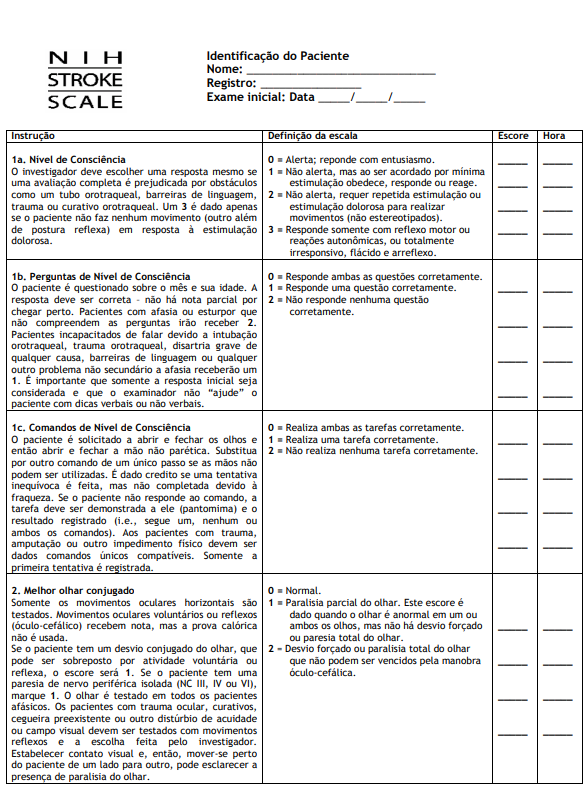 N I H
STROKE
SCALE
Identificação do Paciente
Nome: ______________________________
Registro: ________________
Exame inicial: Data _____/_____/_____
Instrução Definição da escala Escore Hora
1a. Nível de Consciência
O investigador deve escolher uma resposta mesmo se
uma avaliação completa é prejudicada por obstáculos
como um tubo orotraqueal, barreiras de linguagem,
trauma ou curativo orotraqueal. Um 3 é dado apenas
se o paciente não faz nenhum movimento (outro além
de postura reflexa) em resposta à estimulação
dolorosa.
0 = Alerta; reponde com entusiasmo.
1 = Não alerta, mas ao ser acordado por mínima
estimulação obedece, responde ou reage.
2 = Não alerta, requer repetida estimulação ou
estimulação dolorosa para realizar
movimentos (não estereotipados).
3 = Responde somente com reflexo motor ou
reações autonômicas, ou totalmente
irresponsivo, flácido e arreflexo.
1b. Perguntas de Nível de Consciência
O paciente é questionado sobre o mês e sua idade. A
resposta deve ser correta - não há nota parcial por
chegar perto. Pacientes com afasia ou esturpor que
não compreendem as perguntas irão receber 2.
Pacientes incapacitados de falar devido a intubação
orotraqueal, trauma orotraqueal, disartria grave de
qualquer causa, barreiras de linguagem ou qualquer
outro problema não secundário a afasia receberão um
1. É importante que somente a resposta inicial seja
considerada e que o examinador não “ajude” o
paciente com dicas verbais ou não verbais.
0 = Responde ambas as questões corretamente.
1 = Responde uma questão corretamente.
2 = Não responde nenhuma questão
corretamente.
1c. Comandos de Nível de Consciência
O paciente é solicitado a abrir e fechar os olhos e
então abrir e fechar a mão não parética. Substitua
por outro comando de um único passo se as mãos não
podem ser utilizadas. É dado credito se uma tentativa
inequívoca é feita, mas não completada devido à
fraqueza. Se o paciente não responder ao comando, a
tarefa deve ser demonstrada a ele (pantomima) e o
resultado registrado (i.e., segue um, nenhum ou
ambos os comandos). Aos pacientes com trauma,
amputação ou outro impedimento físico devem ser
dados comandos únicos compatíveis. Somente a
primeira tentativa é registrada.
0 = Realiza ambas as tarefas corretamente.
1 = Realiza uma tarefa corretamente.
2 = Não realiza nenhuma tarefa corretamente.
2. Melhor olhar conjugado
Somente os movimentos oculares horizontais são
testados. Movimentos oculares voluntários ou reflexos
(óculo-cefálico) recebem nota, mas a prova calórica
não é usada.
Se o paciente tem um desvio conjugado do olhar, que
pode ser sobreposto por atividade voluntária ou
reflexa, o escore será 1. Se o paciente tem uma
paresia de nervo periférica isolada (NC III, IV ou VI),
marque 1. O olhar é testado em todos os pacientes
afásicos. Os pacientes com trauma ocular, curativos,
cegueira preexistente ou outro distúrbio de acuidade
ou campo visual devem ser testados com movimentos
reflexos e a escolha feita pelo investigador.
Estabelecer contato visual e, então, mover-se perto
do paciente de um lado para outro, pode esclarecer a
presença de paralisia do olhar.
0 = Normal.
1 = Paralisia parcial do olhar. Este escore é
dado quando o olhar é anormal em um ou
ambos os olhos, mas não há desvio forçado
ou paresia total do olhar.
2 = Desvio forçado ou paralisia total do olhar
que não podem ser vencidos pela manobra
óculo-cefálica.